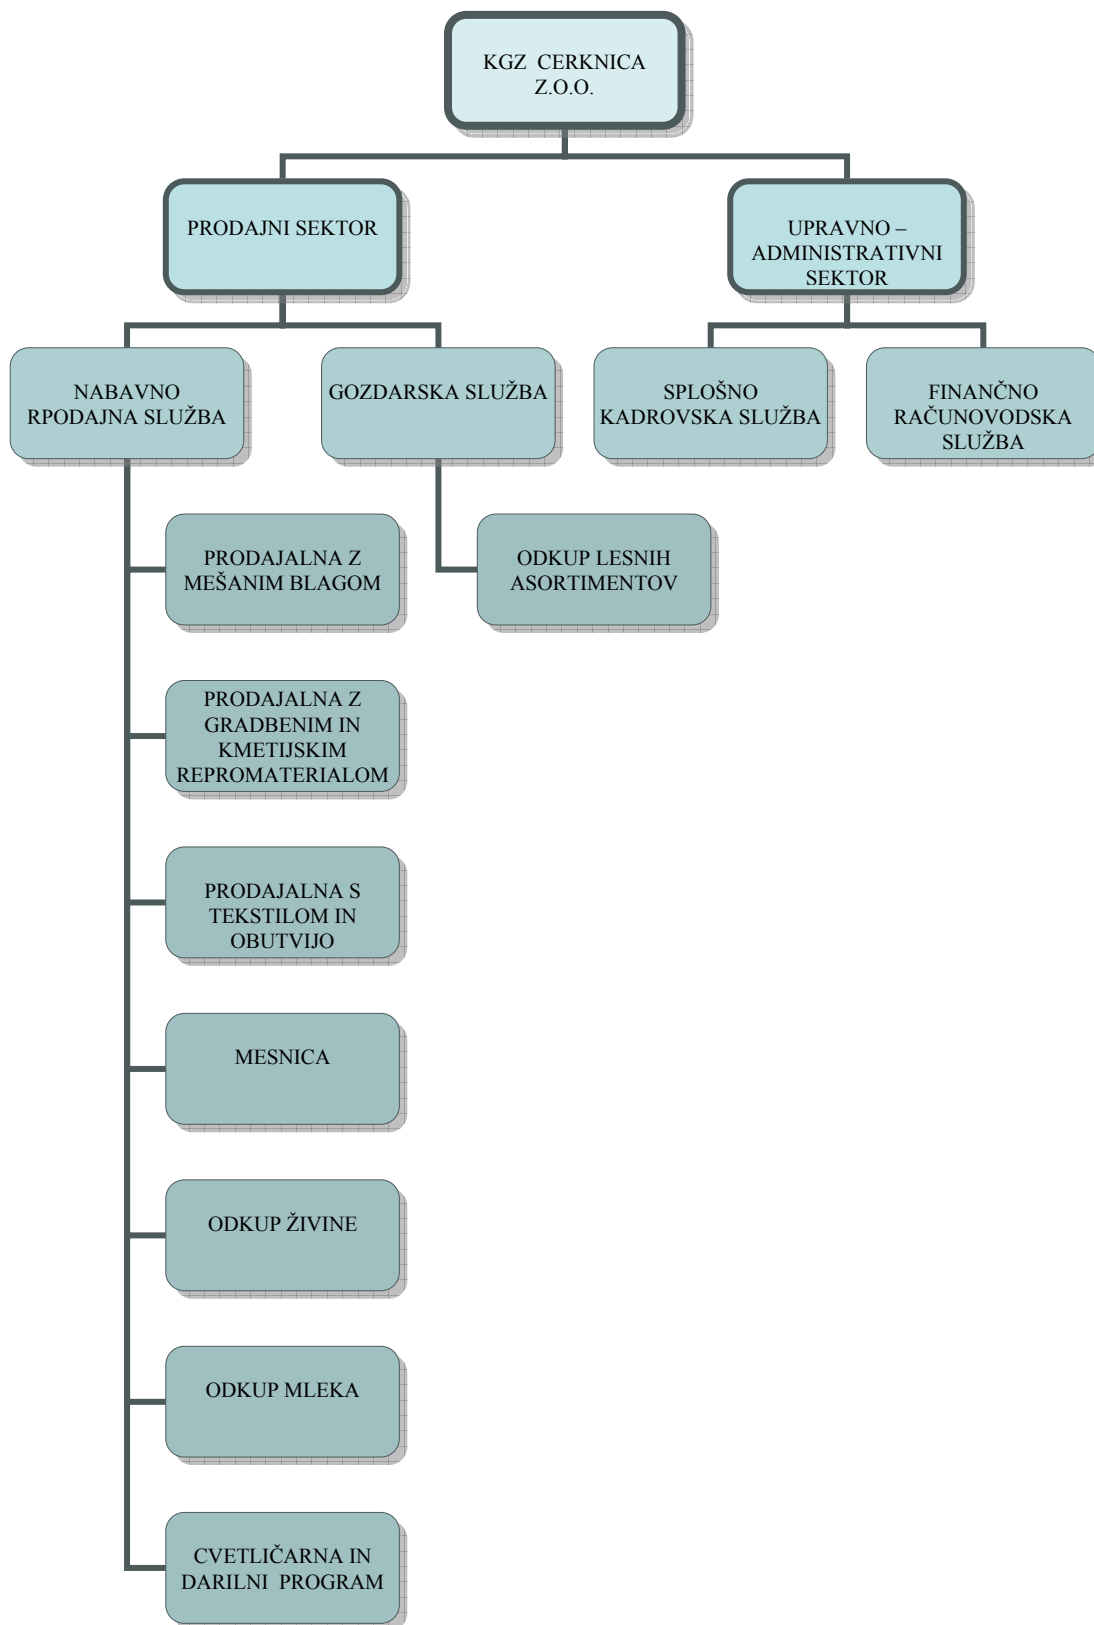 KGZ CERKNICA
Z.O.O.
PRODAJNI SEKTOR
UPRAVNO –
ADMINISTRATIVNI
SEKTOR
NABAVNO
RPODAJNA SLUŽBA
GOZDARSKA SLUŽBA
SPLOŠNO
KADROVSKA SLUŽBA
FINANČNO
RAČUNOVODSKA
SLUŽBA
PRODAJALNA Z
MEŠANIM BLAGOM
ODKUP LESNIH
ASORTIMENTOV
PRODAJALNA Z
GRADBENIM IN
KMETIJSKIM
REPROMATERIALOM
PRODAJALNA S
TEKSTILOM IN
OBUTVIJO
MESNICA
ODKUP ŽIVINE
ODKUP MLEKA
CVETLIČARNA IN
DARILNI PROGRAM